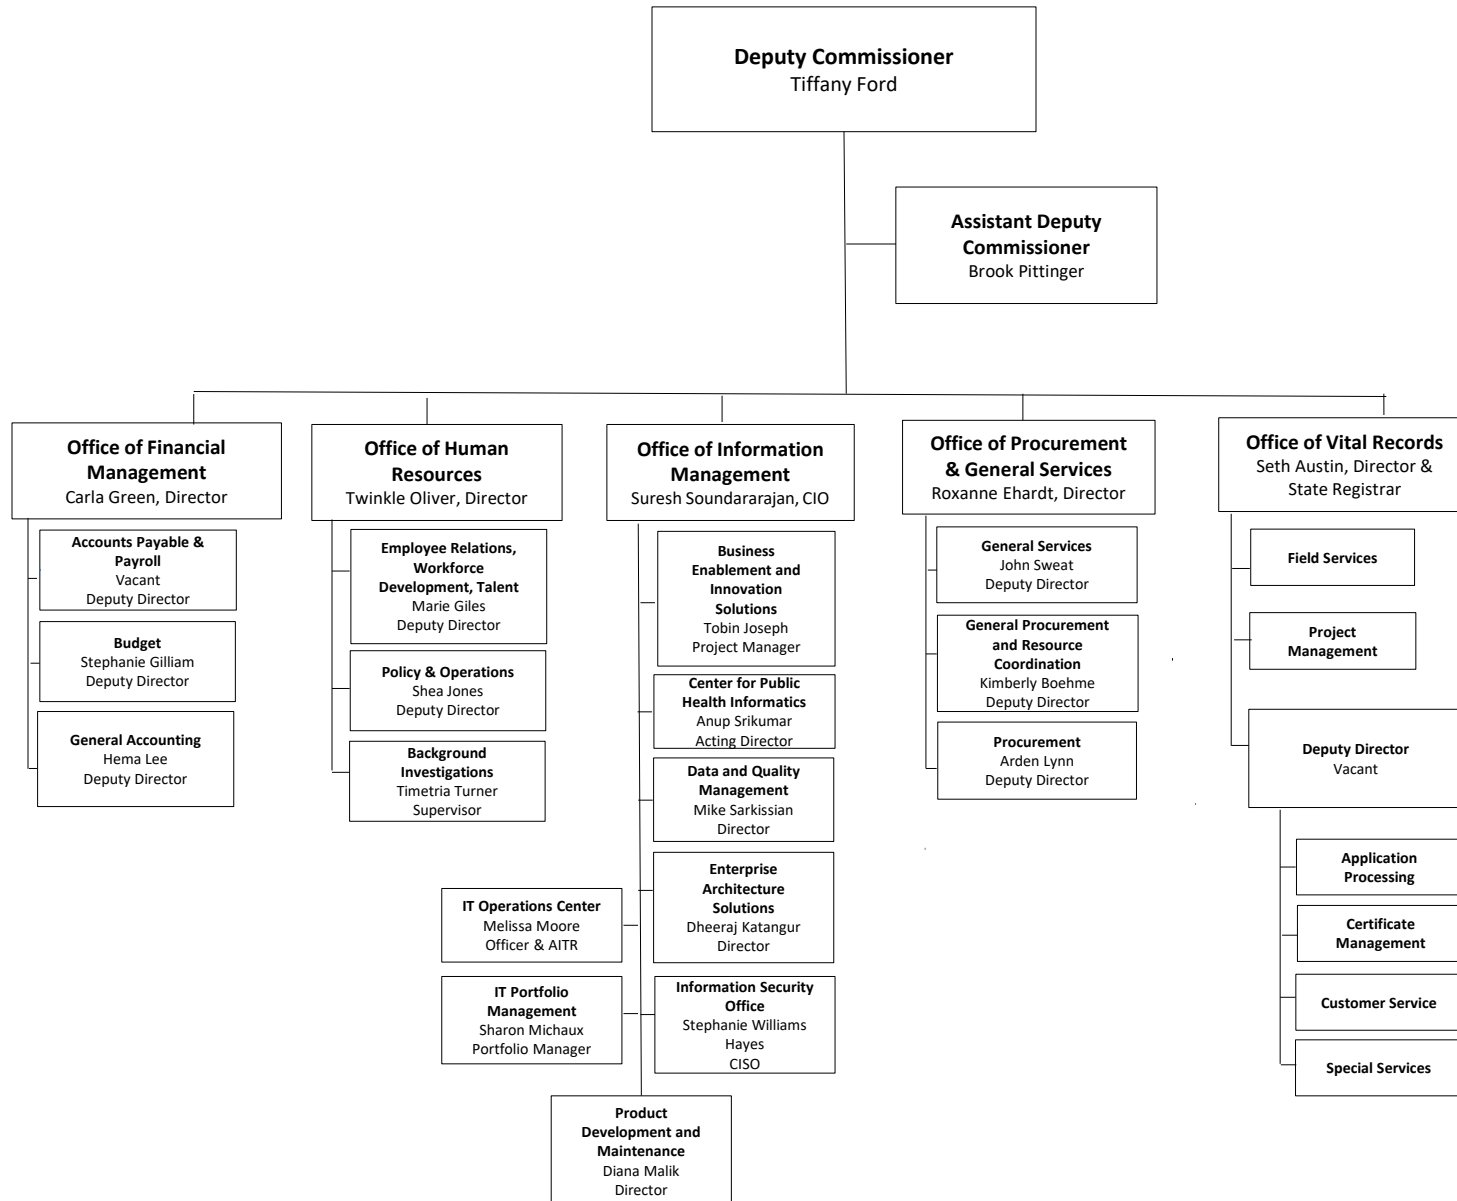 Deputy Commissioner
Tiffany Ford
Assistant Deputy
Commissioner
Brook Pittinger
Office of Financial
Management
Carla Green, Director
Accounts Payable &
Payroll
Vacant
Deputy Director
Budget
Stephanie Gilliam
Deputy Director
General Accounting
Hema Lee
Deputy Director
Office of Human
Resources
Twinkle Oliver, Director
Employee Relations,
Workforce
Development, Talent
Marie Giles
Deputy Director
Policy & Operations
Shea Jones
Deputy Director
Background
Investigations
Timetria Turner
Supervisor
Office of Information
Management
Suresh Soundararajan, CIO
Business
Enablement and
Innovation
Solutions
Tobin Joseph
Project Manager
Center for Public
Health Informatics
Anup Srikumar
Acting Director
Data and Quality
Management
Mike Sarkissian
Director
Enterprise
Architecture
Solutions
Dheeraj Katangur
Director
IT Operations Center
Melissa Moore
Officer & AITR
IT Portfolio
Management
Sharon Michaux
Portfolio Manager
Information Security
Office
Stephanie Williams
Hayes
CISO
Product
Development and
Maintenance
Diana Malik
Director
Office of Procurement
& General Services
Roxanne Ehardt, Director
General Services
John Sweat
Deputy Director
General Procurement
and Resource
Coordination
Kimberly Boehme
Deputy Director
Procurement
Arden Lynn
Deputy Director
Office of Vital Records
Seth Austin, Director &
State Registrar
Field Services
Project
Management
Deputy Director
Vacant
Application
Processing
Certificate
Management
Customer Service
Special Services